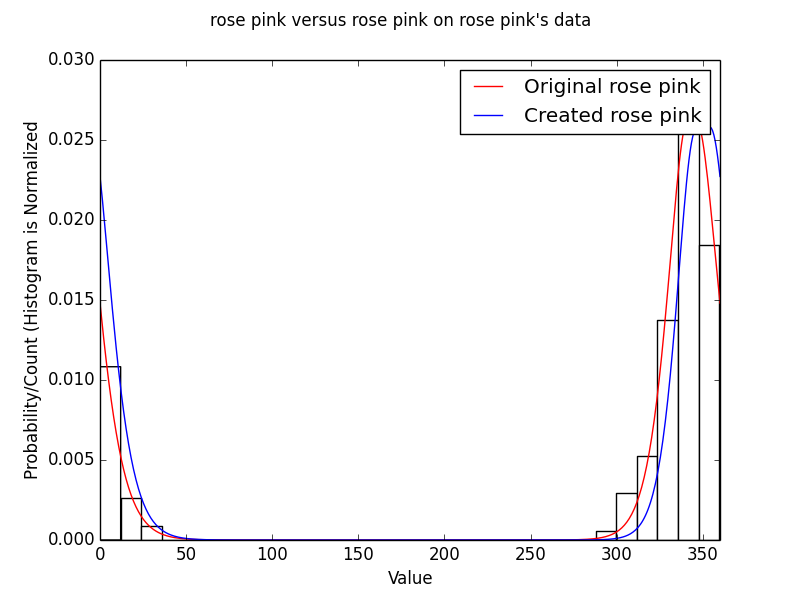 rose pink versus rose pink on rose pink's data
0.030
0.025
0.020
0.015
0.010
0.005
0.000
Probability/Count (Histogram is Normalized
Original rose pink
Created rose pink
0 50 100 150 200 250 300 350
Value